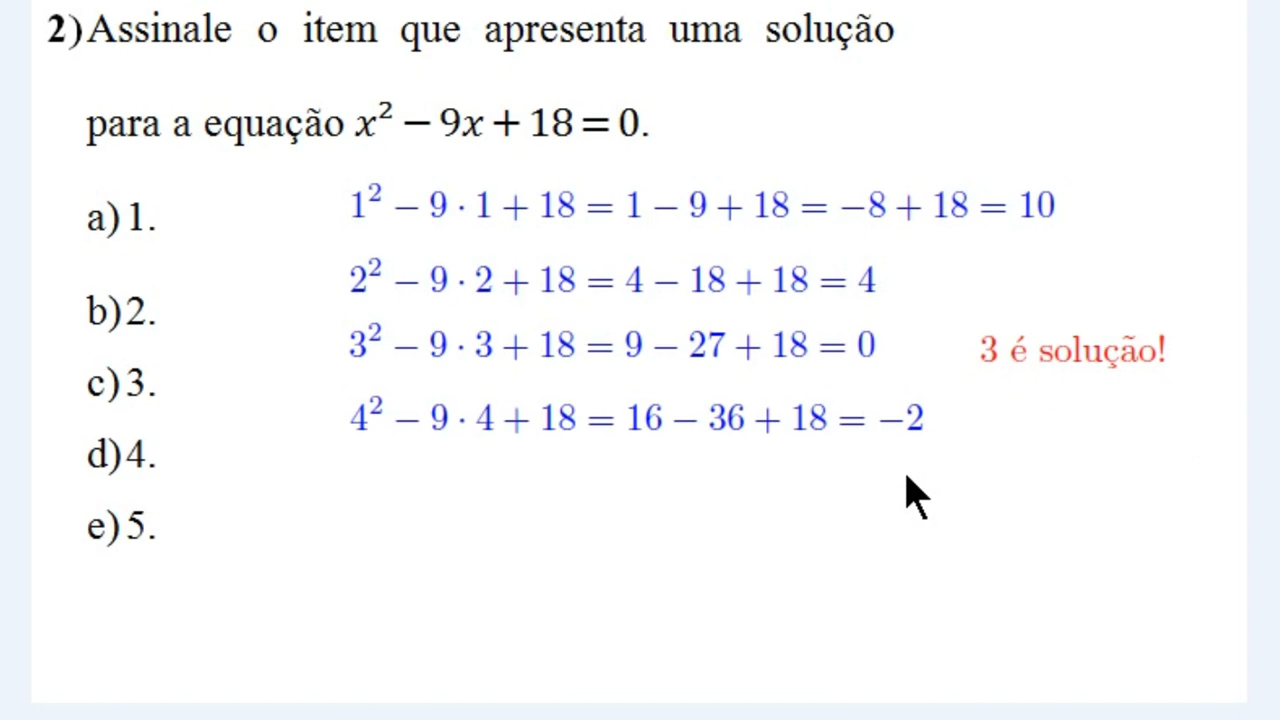 2) Assinale o item que apresenta uma solução
para a equação x² − 9x + 18 = 0.
a) 1.
1² − 9 · 1 + 18 = 1 − 9 + 18 = −8 + 18 = 10
b) 2.
2² − 9 · 2 + 18 = 4 − 18 + 18 = 4
c) 3.
3² − 9 · 3 + 18 = 9 − 27 + 18 = 0
3 é solução!
d) 4.
4² − 9 · 4 + 18 = 16 − 36 + 18 = −2
e) 5.